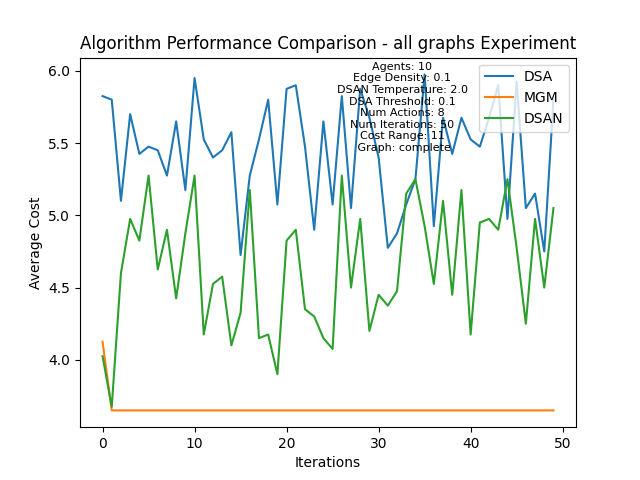 Algorithm Performance Comparison - all graphs Experiment
Agents: 10
Edge Density: 0.1
DSAN Temperature: 2.0
DSA Threshold: 0.1
Num Actions: 8
Num Iterations: 50
Cost Range: 11
Graph: complete
DSA
MGM
DSAN
Average Cost
6.0
5.5
5.0
4.5
4.0
0 10 20 30 40 50
Iterations